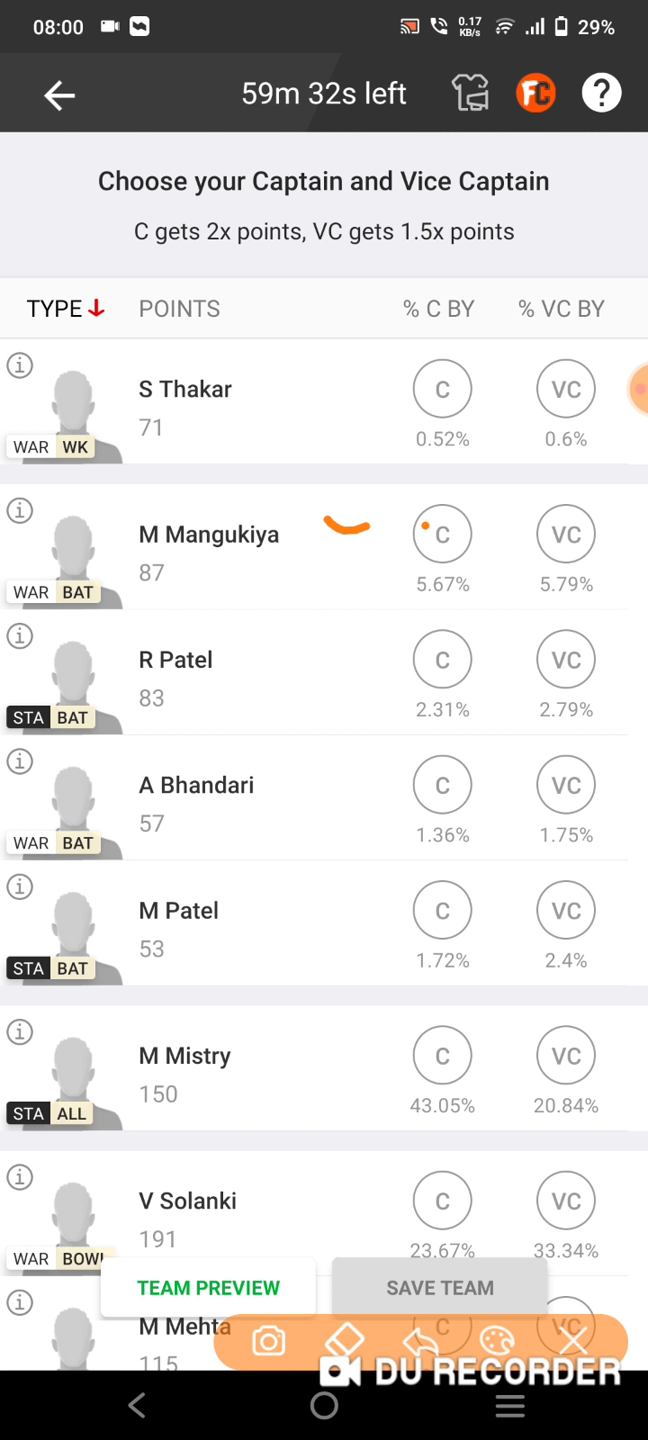 08:00
0.17
KB/s
29%
59m 32s left
FC
?
Choose your Captain and Vice Captain
C gets 2x points, VC gets 1.5x points
TYPE POINTS % C BY % VC BY
S Thakar
C VC
71
0.52% 0.6%
WAR WK
M Mangukiya
C VC
87
5.67% 5.79%
WAR BAT
R Patel
C VC
83
2.31% 2.79%
STA BAT
A Bhandari
C VC
57
1.36% 1.75%
WAR BAT
M Patel
C VC
53
1.72% 2.4%
STA BAT
M Mistry
C VC
150
43.05% 20.84%
STA ALL
V Solanki
C VC
191
23.67% 33.34%
WAR BOWL
TEAM PREVIEW SAVE TEAM
M Mehta
C VC
115
DU RECORDER